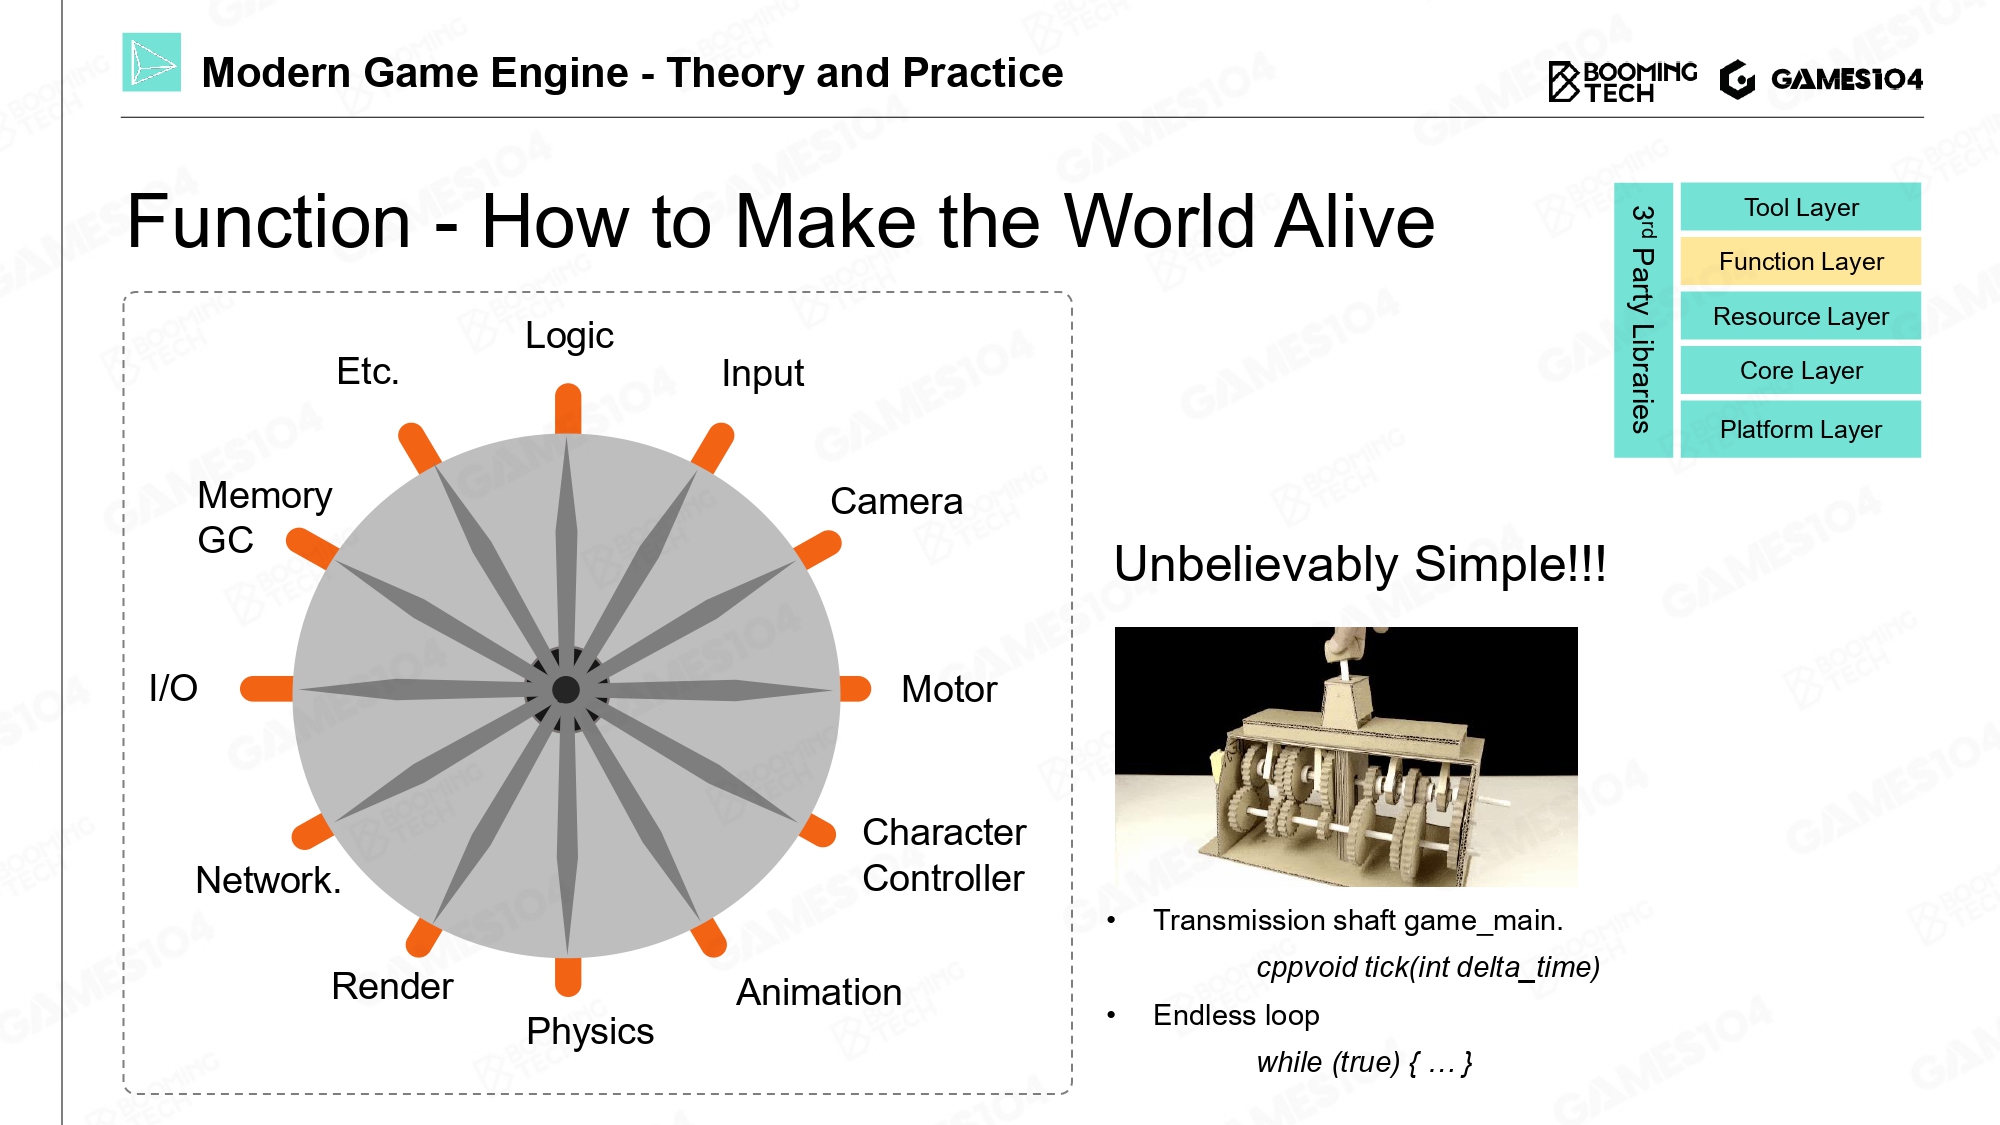 Modern Game Engine - Theory and Practice
BOOMING
TECH
GAMES104
Function - How to Make the World Alive
3rd Party Libraries
Tool Layer
Function Layer
Resource Layer
Core Layer
Platform Layer
Logic
Etc.
Input
Memory
GC
Camera
I/O
Motor
Character
Controller
Network.
Render
Animation
Physics
Unbelievably Simple!!!
• Transmission shaft game_main.
cppvoid tick(int delta_time)
• Endless loop
while (true) { … }